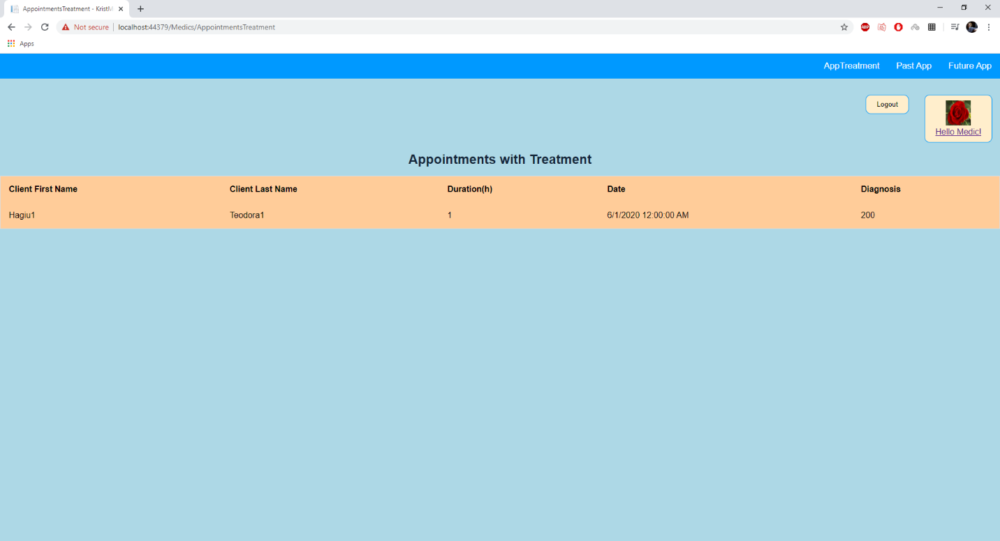 AppointmentsTreatment - KristM
Not secure | localhost:44379/Medics/AppointmentsTreatment
ABP
Apps
AppTreatment Past App Future App
Logout
Hello Medic!
Appointments with Treatment
Client First Name Client Last Name Duration(h) Date Diagnosis
Hagiu1 Teodora1 1 6/1/2020 12:00:00 AM 200